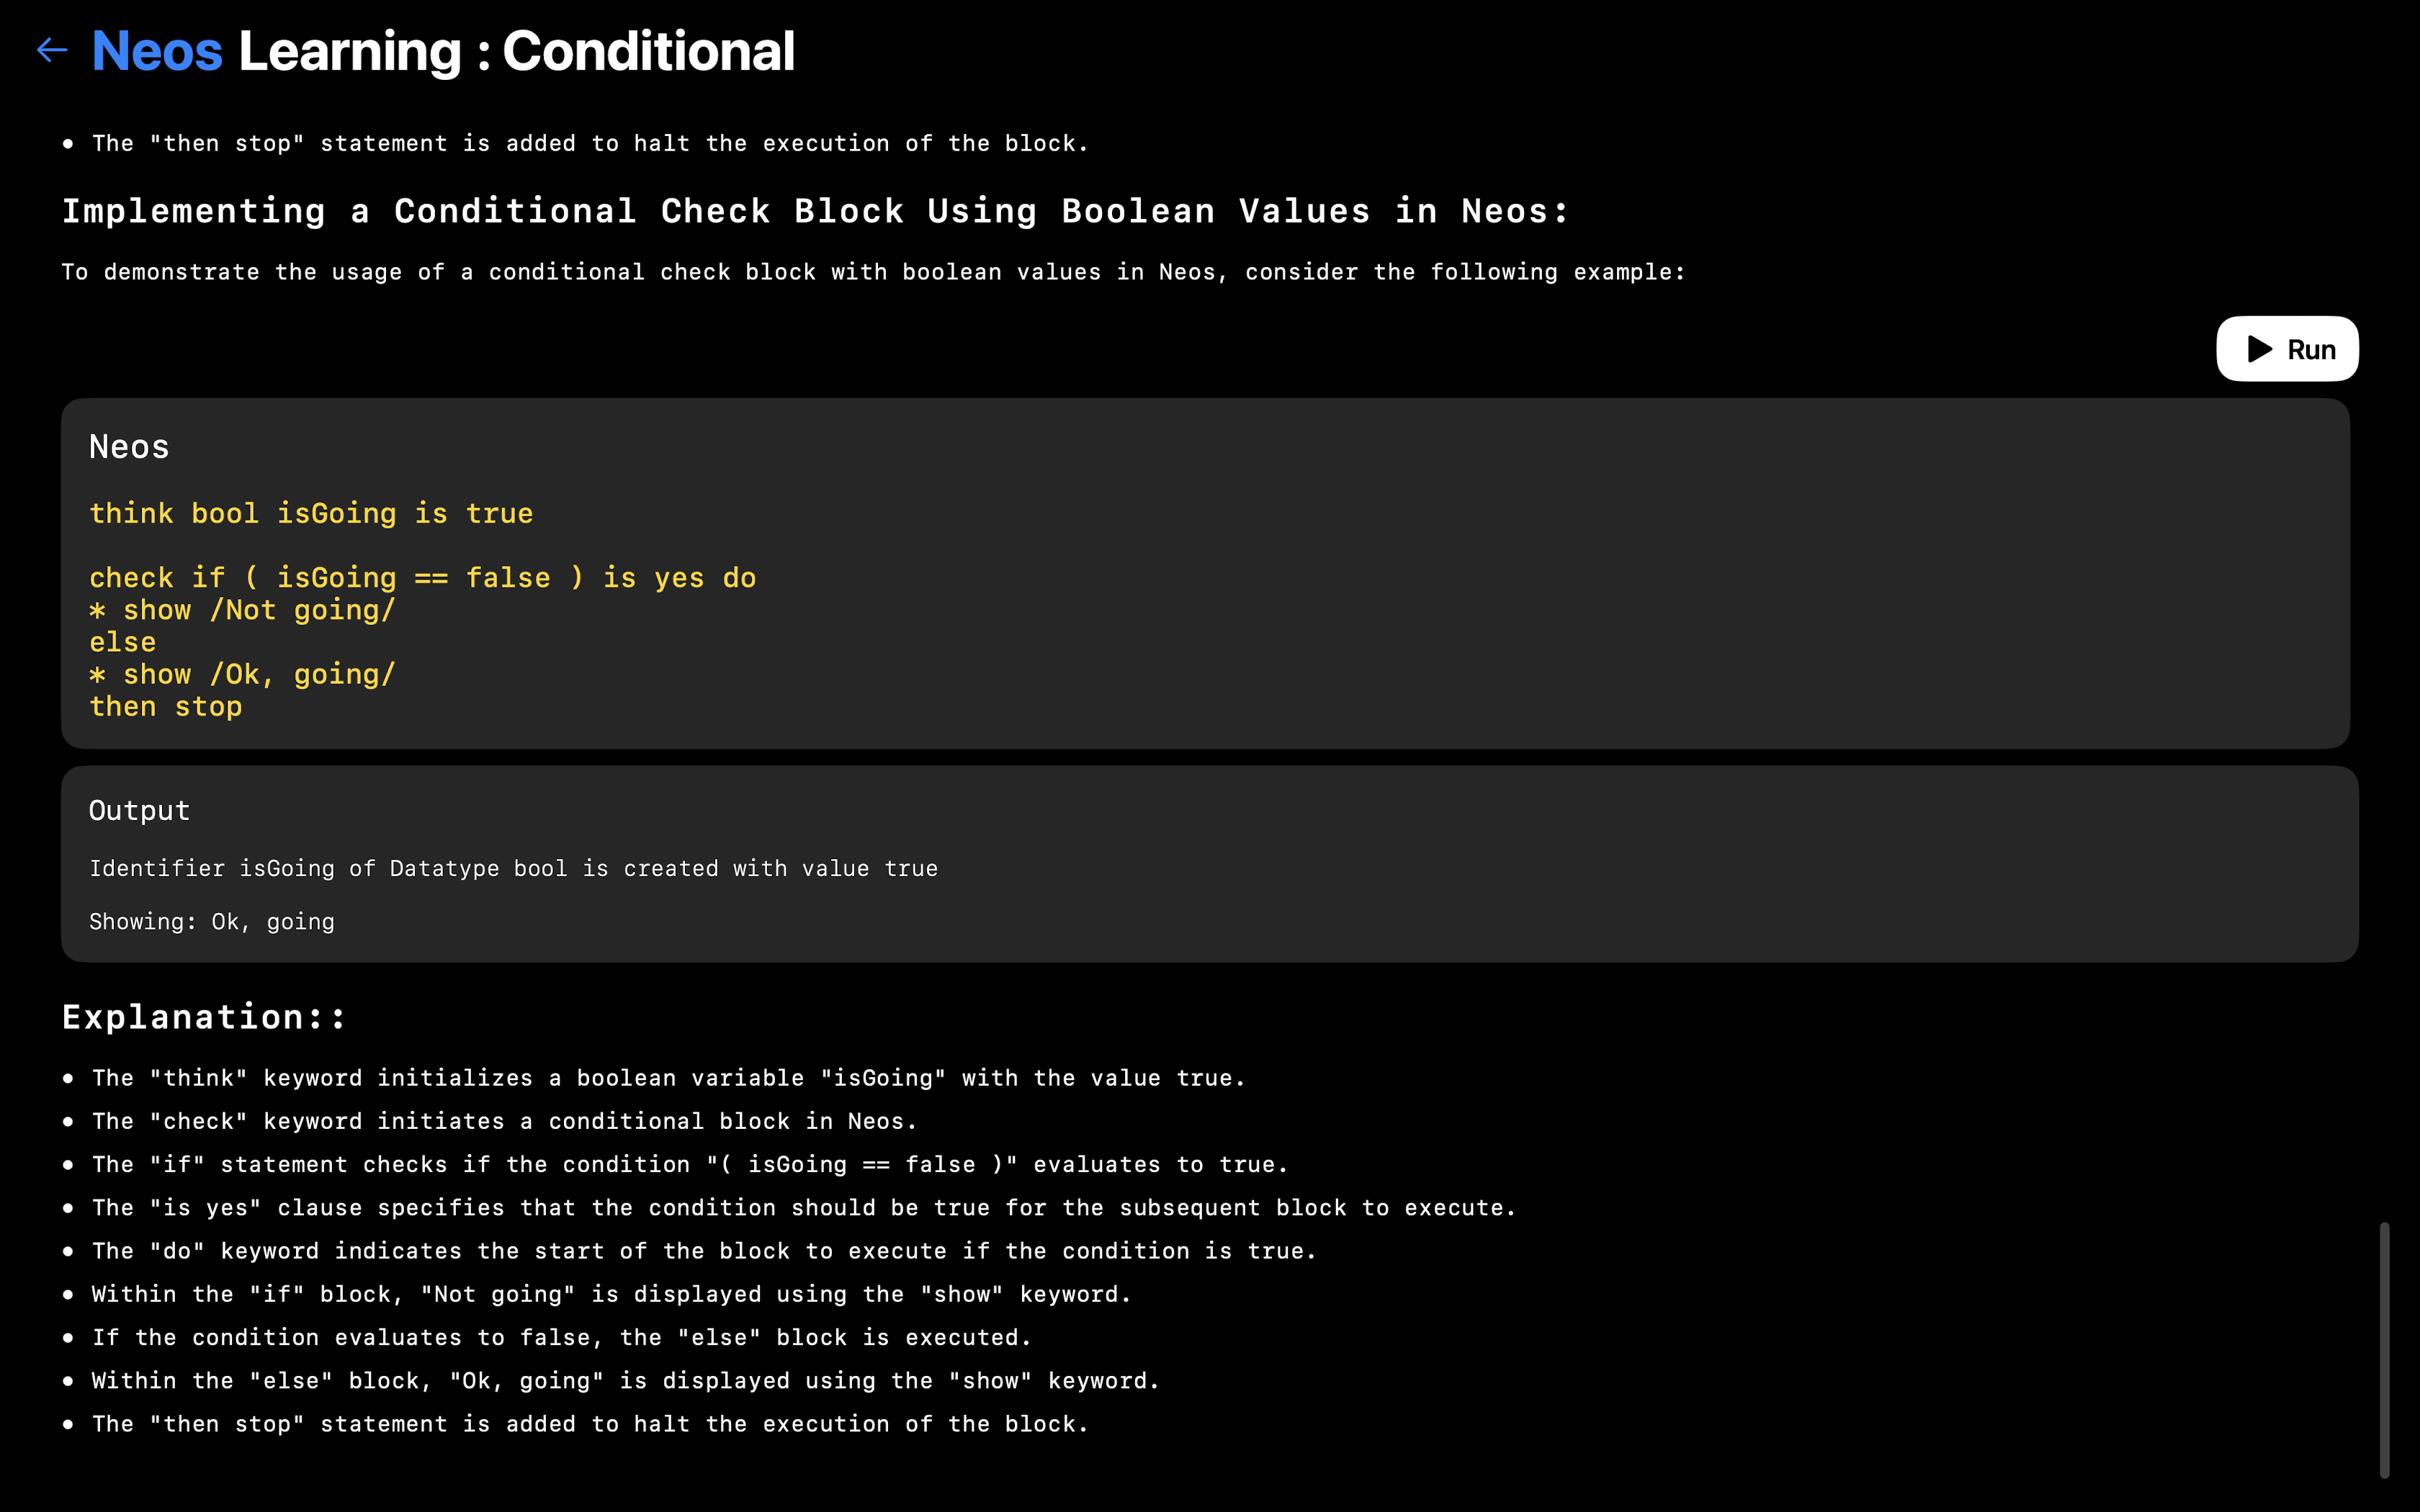 Neos Learning : Conditional
• The "then stop" statement is added to halt the execution of the block.
Implementing a Conditional Check Block Using Boolean Values in Neos:
To demonstrate the usage of a conditional check block with boolean values in Neos, consider the following example:
Run
Neos
think bool isGoing is true
check if ( isGoing == false ) is yes do
* show /Not going/
else
* show /Ok, going/
then stop
Output
Identifier isGoing of Datatype bool is created with value true
Showing: Ok, going
Explanation::
• The "think" keyword initializes a boolean variable "isGoing" with the value true.
• The "check" keyword initiates a conditional block in Neos.
• The "if" statement checks if the condition "( isGoing == false )" evaluates to true.
• The "is yes" clause specifies that the condition should be true for the subsequent block to execute.
• The "do" keyword indicates the start of the block to execute if the condition is true.
• Within the "if" block, "Not going" is displayed using the "show" keyword.
• If the condition evaluates to false, the "else" block is executed.
• Within the "else" block, "Ok, going" is displayed using the "show" keyword.
• The "then stop" statement is added to halt the execution of the block.